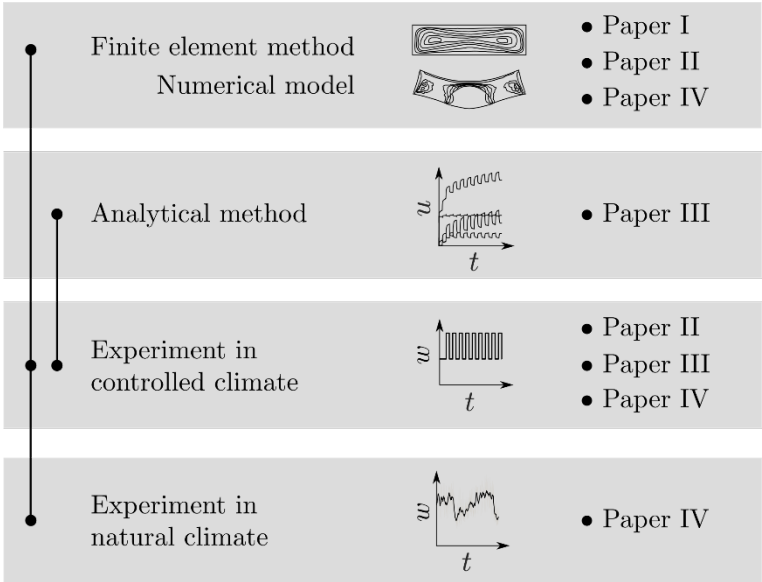 Finite element method
Numerical model
• Paper I
• Paper II
• Paper IV
Analytical method
u
t
• Paper III
Experiment in
controlled climate
w
t
• Paper II
• Paper III
• Paper IV
Experiment in
natural climate
w
t
• Paper IV